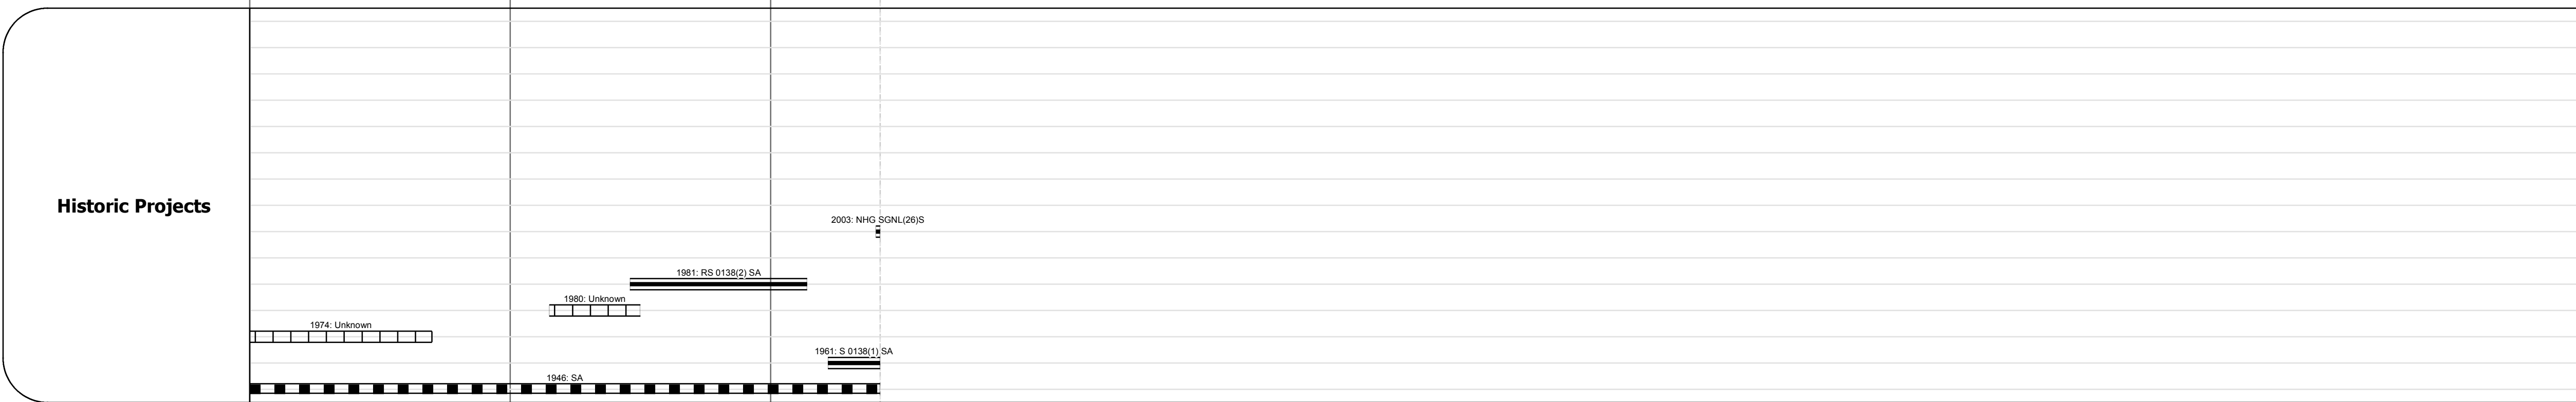 Historic Projects
2003: NHG SGNL(26)S
1981: RS 0138(2) SA
1980: Unknown
1974: Unknown
1961: S 0138(1) SA
1946: SA